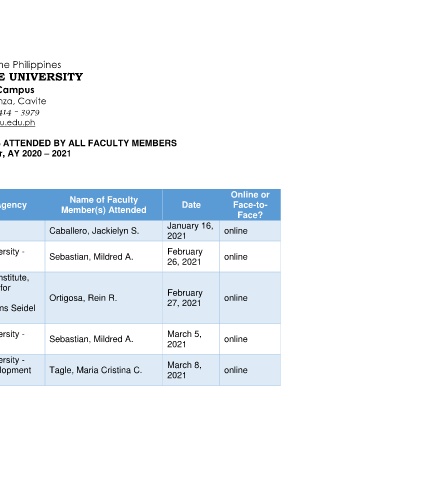 ne Philippines
E UNIVERSITY
Campus
nza, Cavite
414 ~ 3979
u.edu.ph
ATTENDED BY ALL FACULTY MEMBERS
r, AY 2020 – 2021
gency
Name of Faculty
Member(s) Attended
Date
Online or
Face-to-
Face?
Caballero, Jackielyn S.
January 16,
2021
online
ersity -
Sebastian, Mildred A.
February
26, 2021
online
nstitute,
for
ns Seidel
Ortigosa, Rein R.
February
27, 2021
online
ersity -
Sebastian, Mildred A.
March 5,
2021
online
ersity -
lopment
Tagle, Maria Cristina C.
March 8,
2021
online